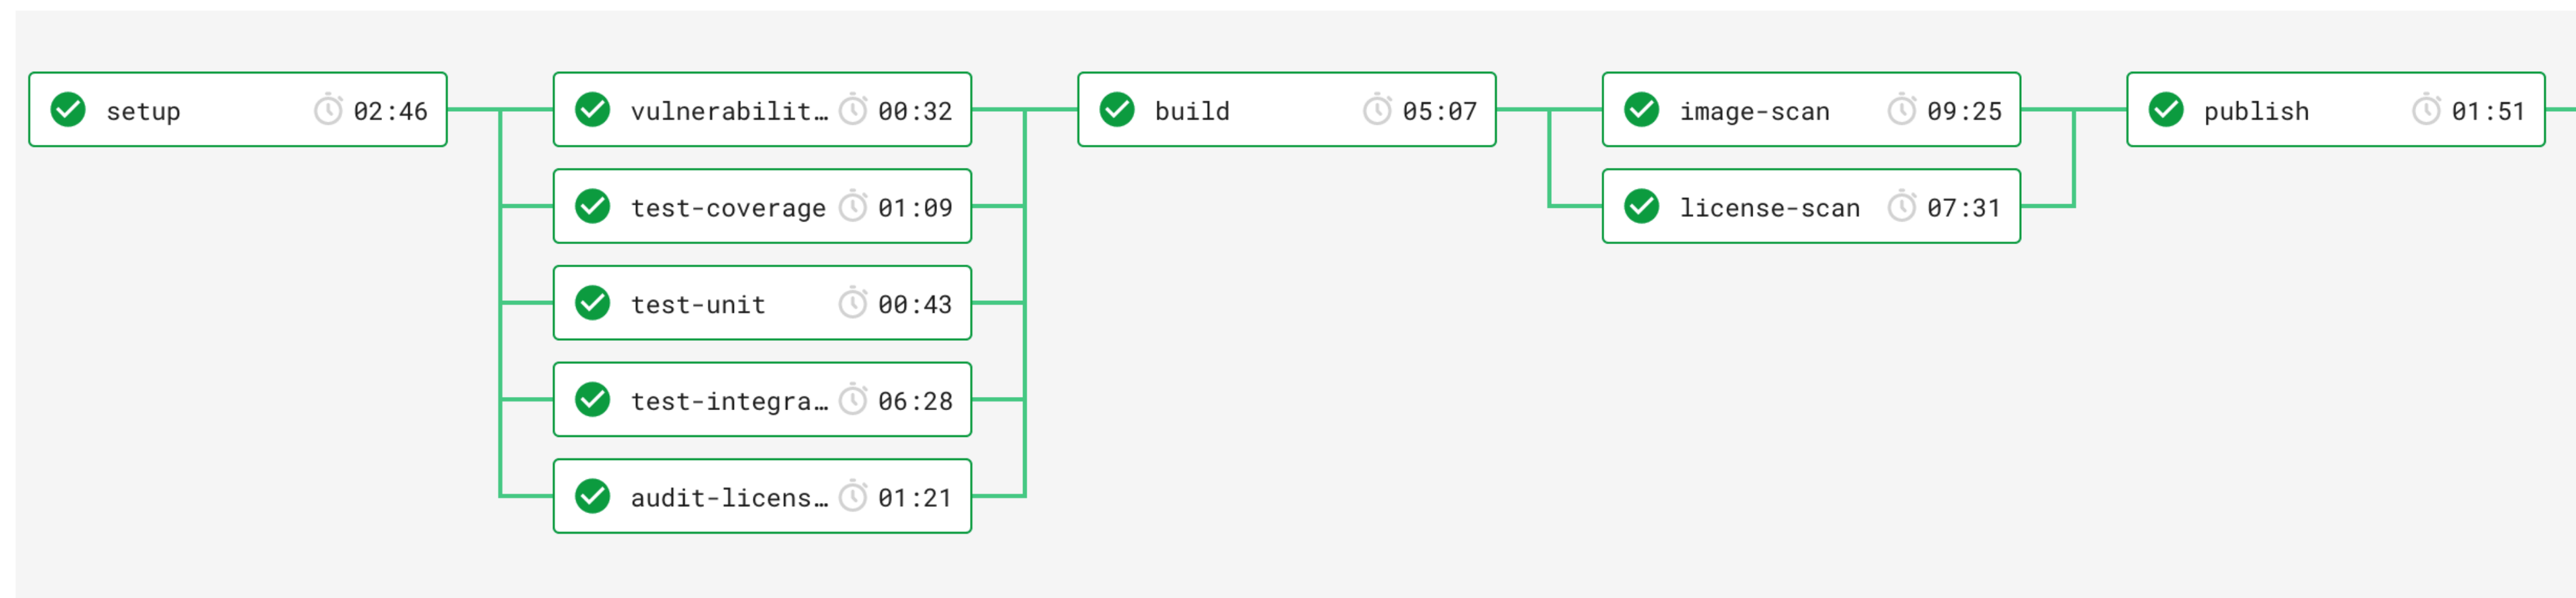 setup 02:46
vulnerabilit… 00:32
test-coverage 01:09
test-unit 00:43
test-integra… 06:28
audit-licens… 01:21
build 05:07
image-scan 09:25
license-scan 07:31
publish 01:51